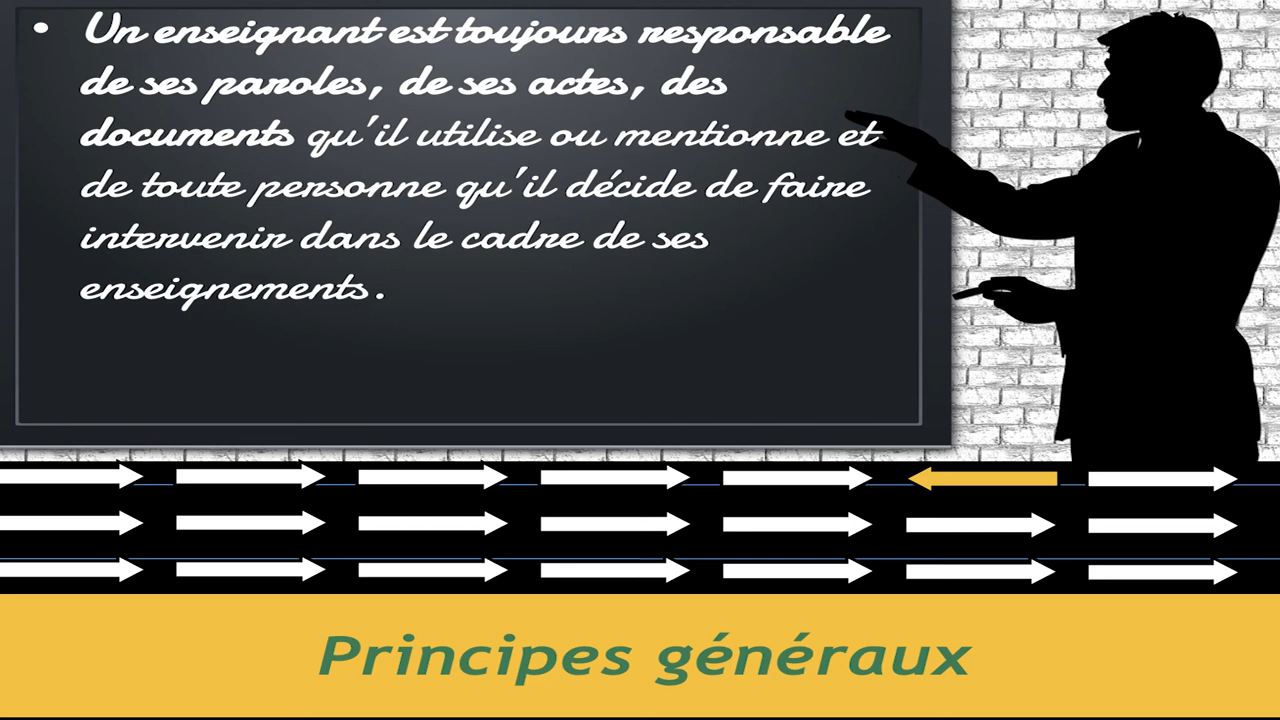 • Un enseignant est toujours responsable
de ses paroles, de ses actes, des
documents qu'il utilise ou mentionne et
de toute personne qu'il décide de faire
intervenir dans le cadre de ses
enseignements.
Principes généraux